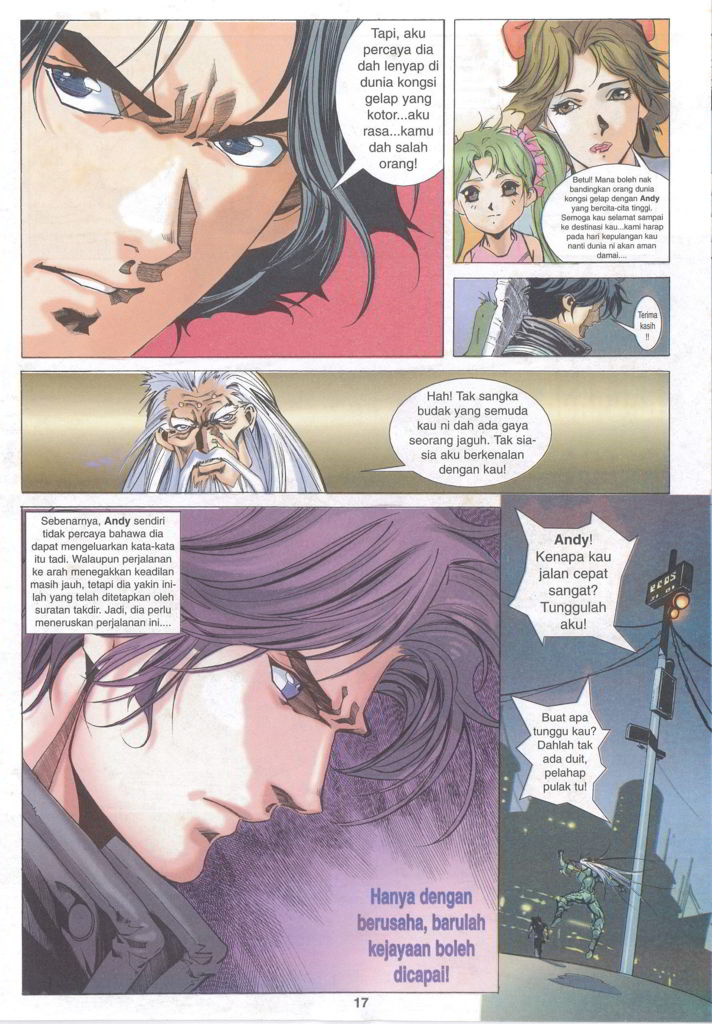 Tapi, aku
percaya dia
dah lenyap di
dunia kongsi
gelap yang
kotor...aku
rasa...kamu
dah salah
orang!
Betul! Mana boleh nak
bandingkan orang dunia
kongsi gelap dengan Andy
yang bercita-cita tinggi.
Semoga kau selamat sampai
ke destinasi kau...kami harap
pada hari kepulangan kau
nanti dunia ni akan aman
damai....
Terima
kasih
!!
Hah! Tak sangka
budak yang semuda
kau ni dah ada gaya
seorang jaguh. Tak sia-
sia aku berkenalan
dengan kau!
Sebenarnya, Andy sendiri
tidak percaya bahawa dia
dapat mengeluarkan kata-kata
itu tadi. Walaupun perjalanan
ke arah menegakkan keadilan
masih jauh, tetapi dia yakin ini-
lah yang telah ditetapkan oleh
suratan takdir. Jadi, dia perlu
meneruskan perjalanan ini....
Andy!
Kenapa kau
jalan cepat
sangat?
Tunggulah
aku!
Buat apa
tunggu kau?
Dahlah tak
ada duit,
pelahap
pulak tu!
Hanya dengan
berusaha, barulah
kejayaan boleh
dicapai!
17